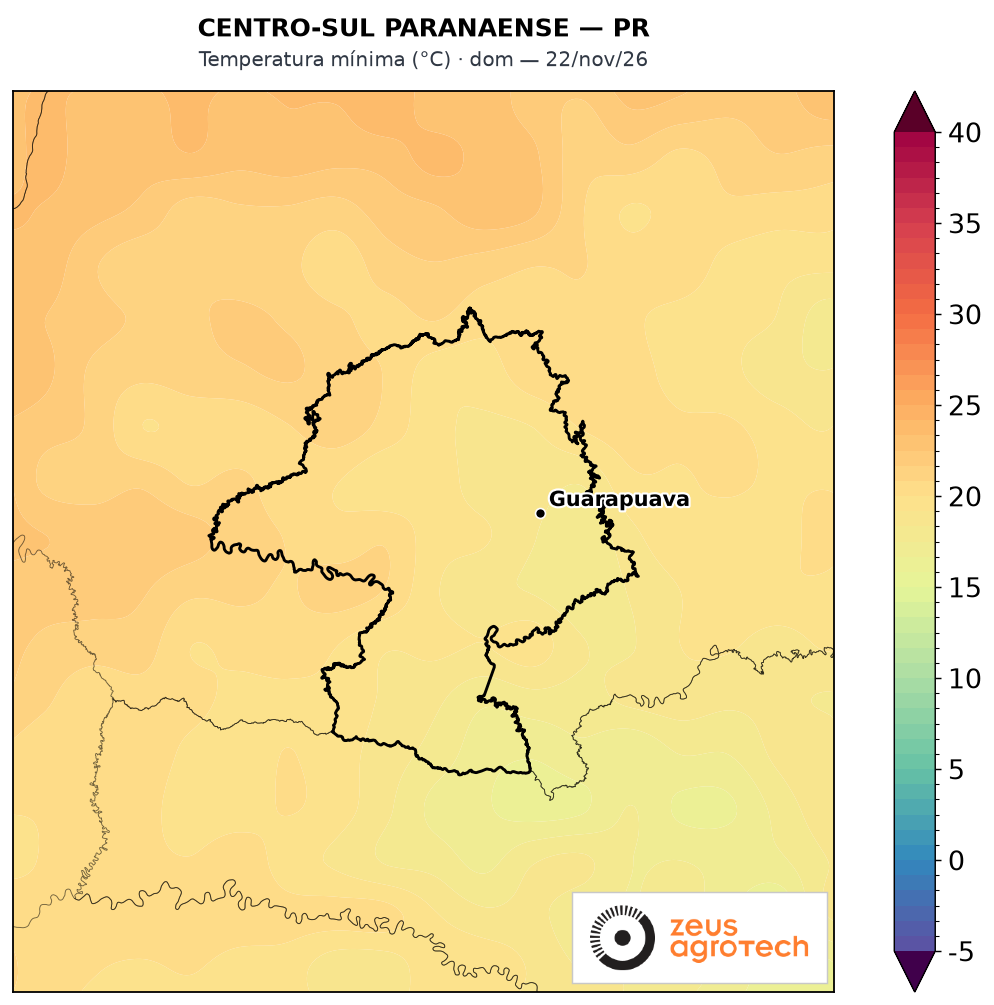 CENTRO-SUL PARANAENSE — PR
Temperatura mínima (°C) · dom — 22/nov/26
40
35
30
25
20
15
10
5
0
-5
Guarapuava
zeus
agrotech